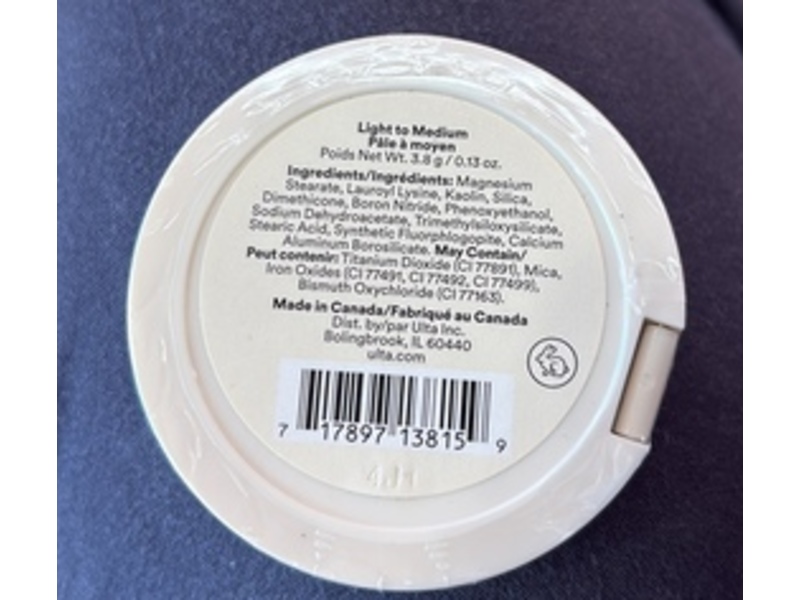 Light to Medium
Pâle à moyen
Poids Net Wt. 3.8 g / 0.13 oz.
Ingredients/Ingrédients: Magnesium
Stearate, Lauroyl Lysine, Kaolin, Silica,
Dimethicone, Boron Nitride, Phenoxyethanol,
Sodium Dehydroacetate, Trimethylsiloxysilicate,
Stearic Acid, Synthetic Fluorphlogopite, Calcium
Aluminum Borosilicate. May Contain/
Peut contenir: Titanium Dioxide (CI 77891), Mica,
Iron Oxides (CI 77491, CI 77492, CI 77499),
Bismuth Oxychloride (CI 77163).
Made in Canada/Fabriqué au Canada
Dist. by/par Ulta Inc.
Bolingbrook, IL 60440
ulta.com
7 17897 13815 9